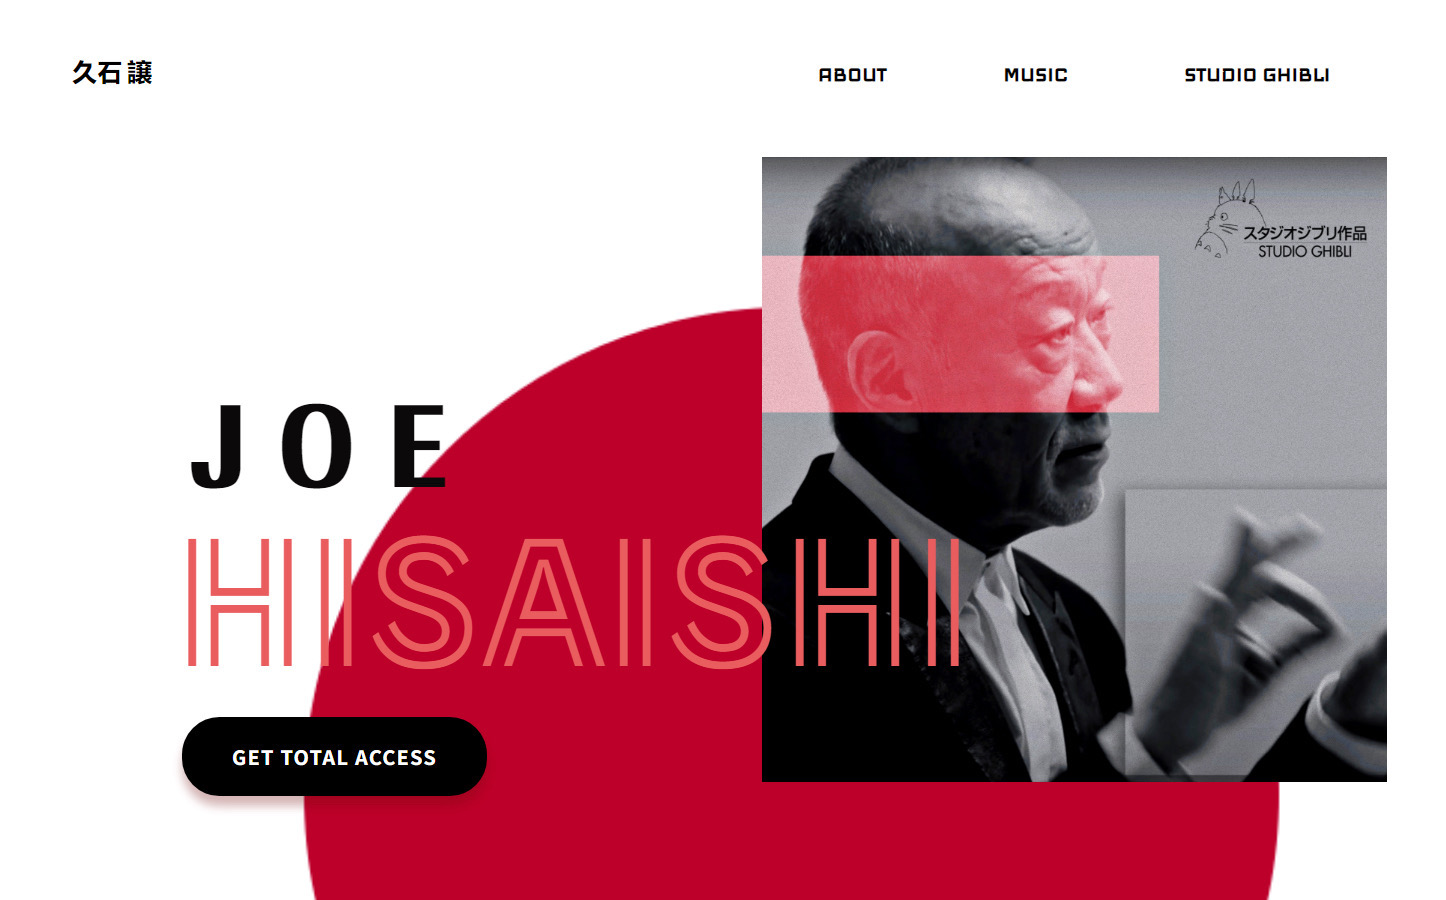 久石 譲
ABOUT
MUSIC
STUDIO GHIBLI
スタジオジブリ作品
STUDIO GHIBLI
JOE
HISAISHI
GET TOTAL ACCESS